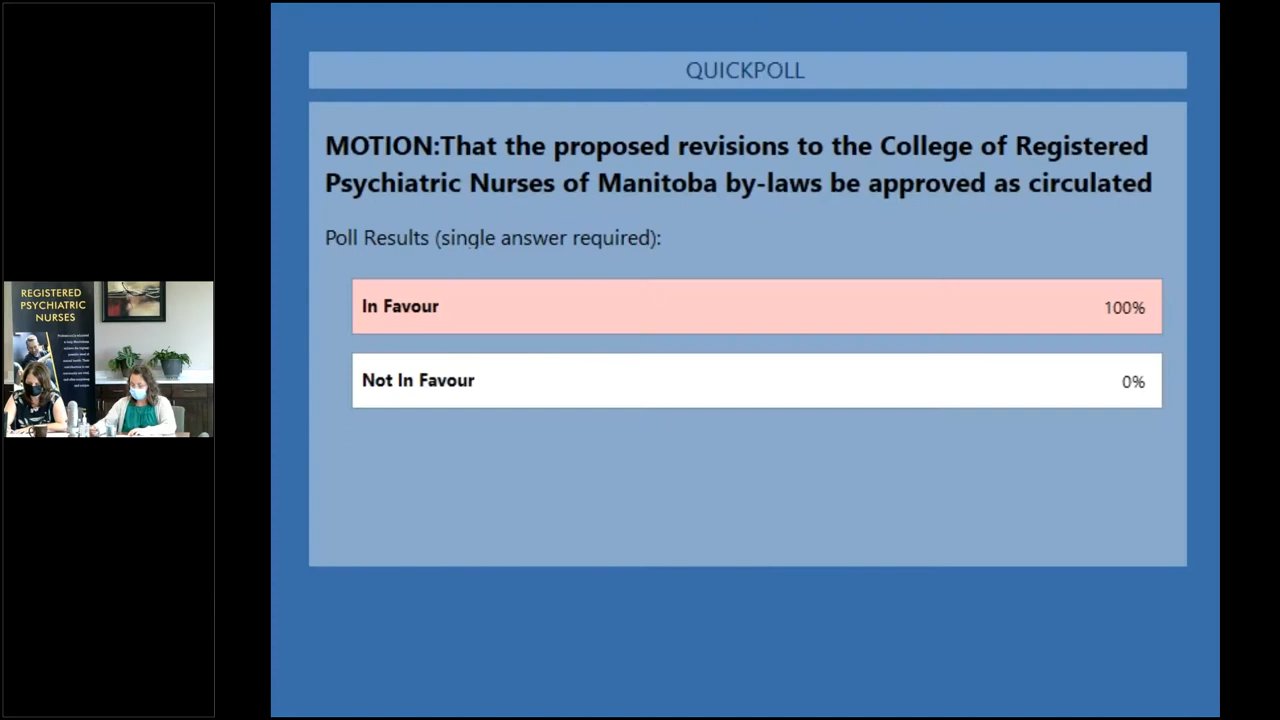 QUICKPOLL
MOTION:That the proposed revisions to the College of Registered
Psychiatric Nurses of Manitoba by-laws be approved as circulated
Poll Results (single answer required):
In Favour 100%
Not In Favour 0%
REGISTERED
PSYCHIATRIC
NURSES